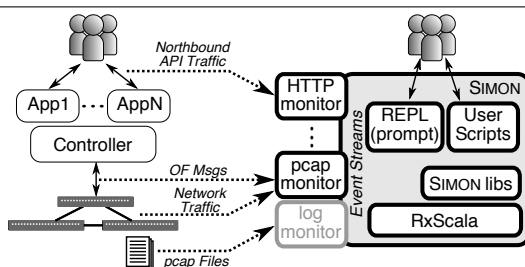 Northbound
API Traffic
App1
AppN
Controller
OF Msgs
Network
Traffic
pcap Files
HTTP
monitor
pcap
monitor
log
monitor
Event Streams
SIMON
REPL
(prompt)
User
Scripts
SIMON libs
RxScala